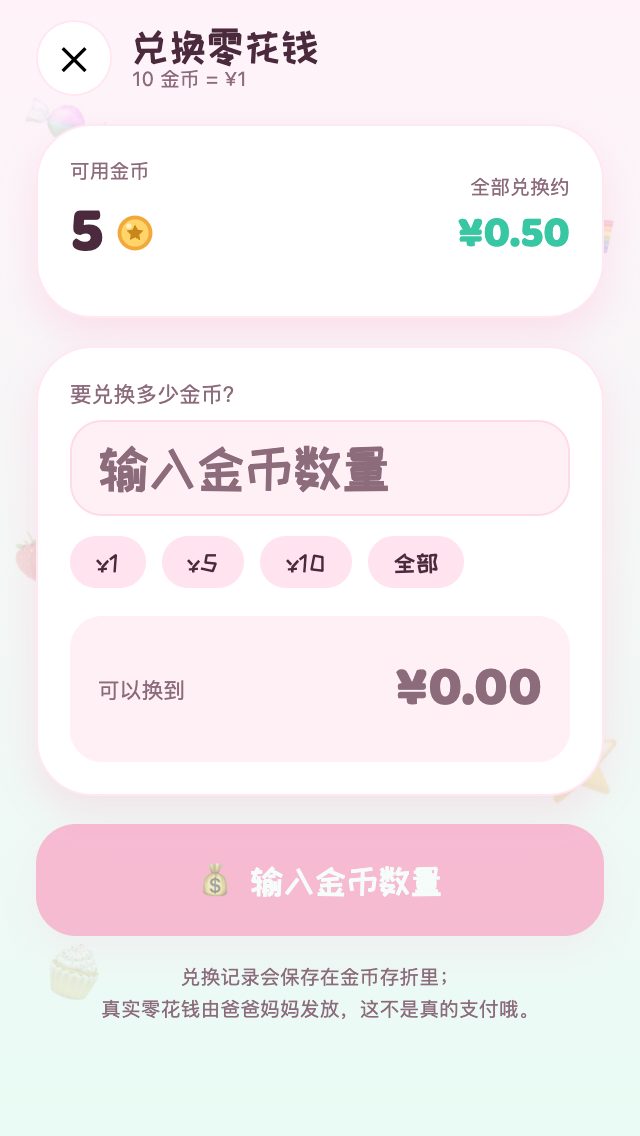 兑换零花钱
10 金币 = ¥1
可用金币
全部兑换约
5
¥0.50
要兑换多少金币?
输入金币数量
¥1 ¥5 ¥10 全部
可以换到 ¥0.00
输入金币数量
兑换记录会保存在金币存折里；
真实零花钱由爸爸妈妈发放，这不是真的支付哦。